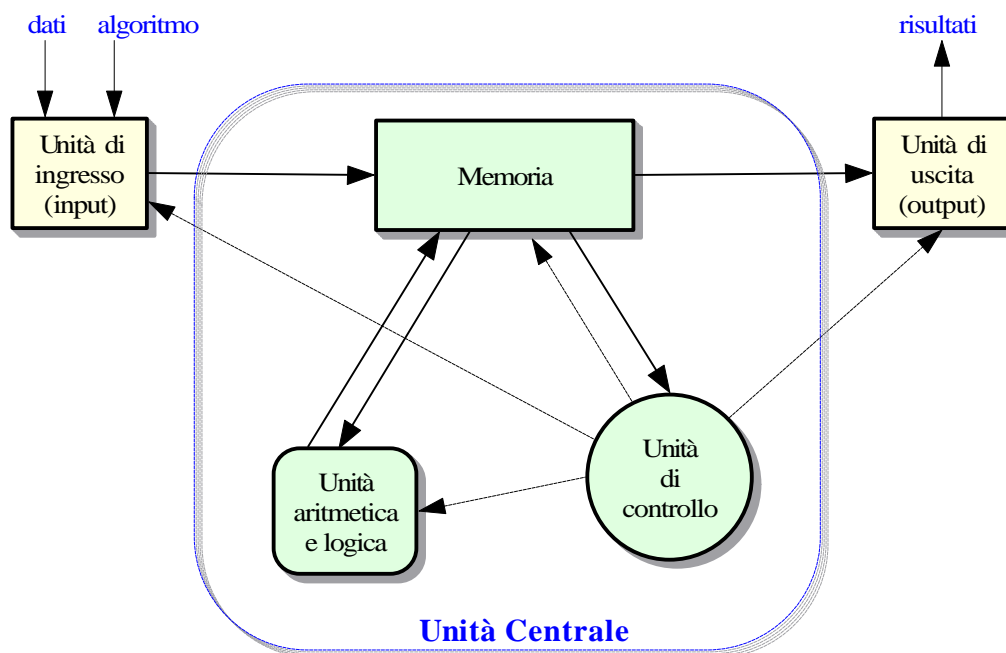 dati algoritmo
risultati
Unità di
ingresso
(input)
Memoria
Unità di
uscita
(output)
Unità
aritmetica
e logica
Unità
di
controllo
Unità Centrale